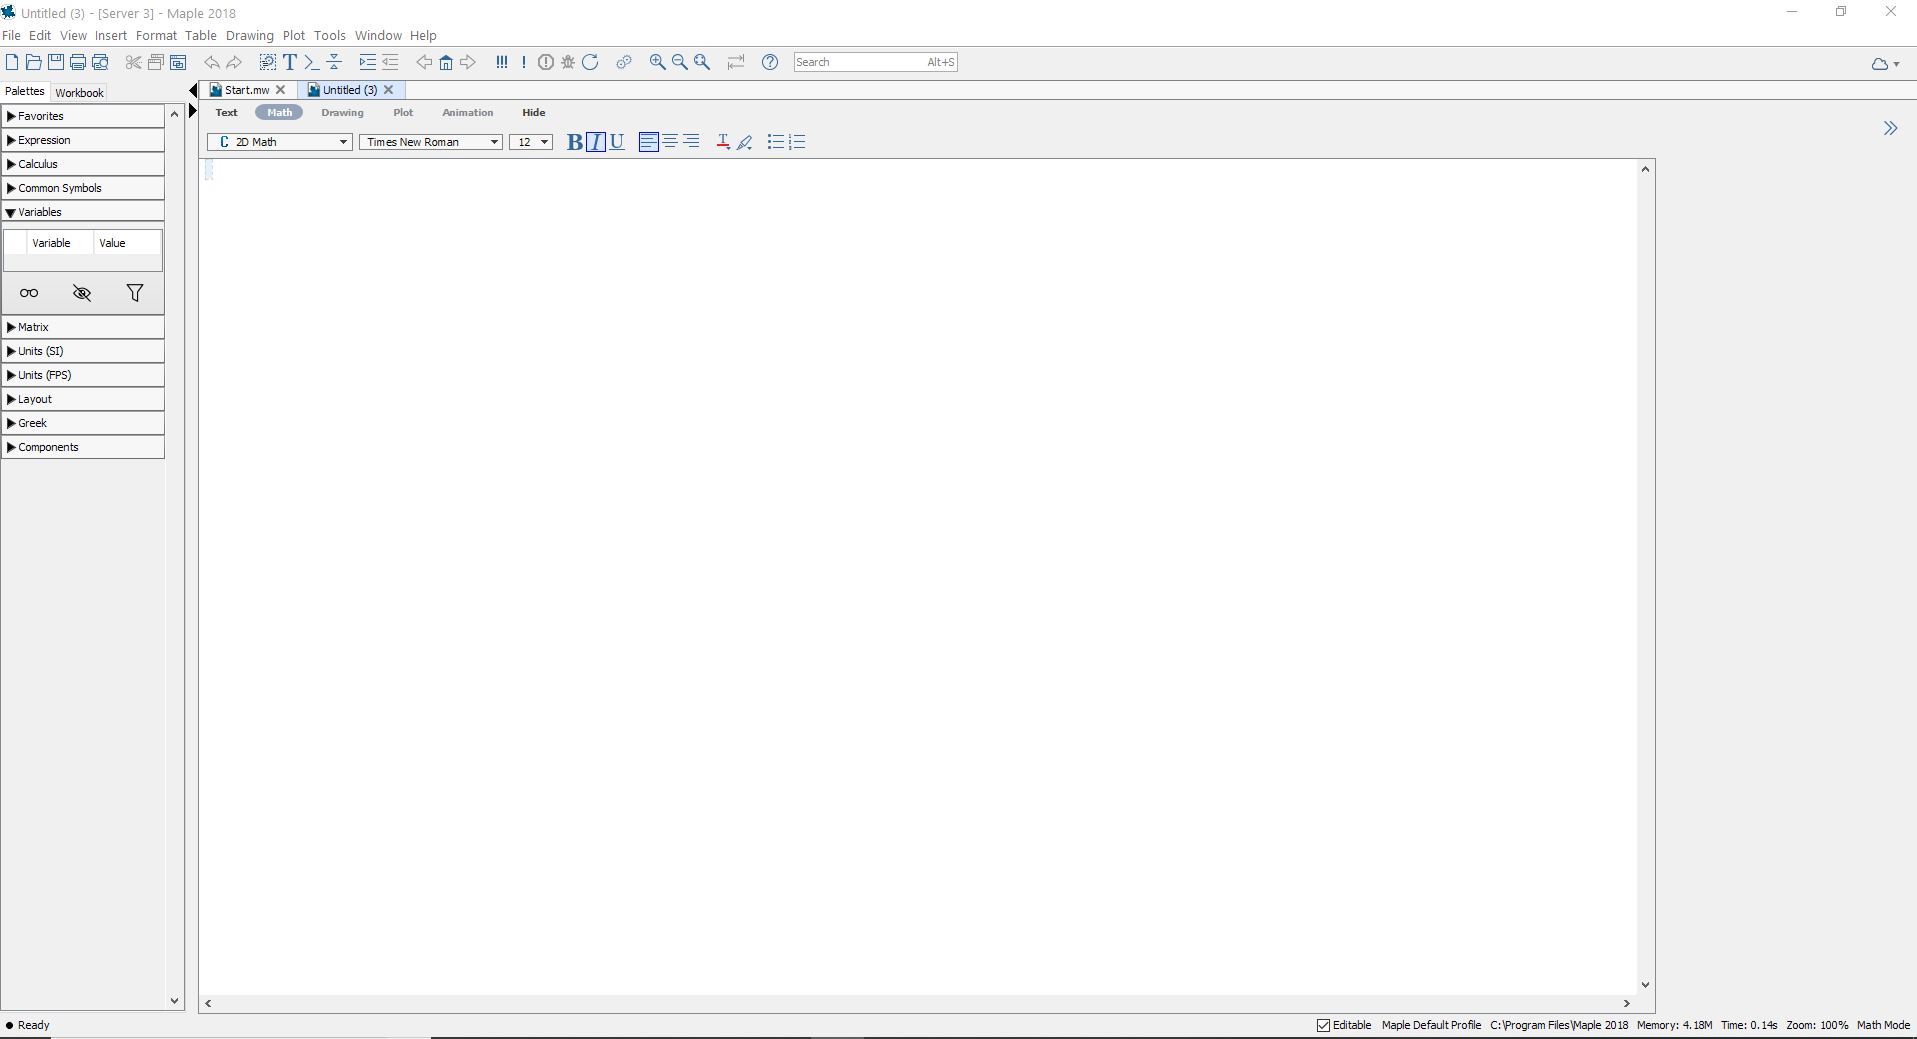 Untitled (3) - [Server 3] - Maple 2018
File Edit View Insert Format Table Drawing Plot Tools Window Help
Search Alt+S
Palettes Workbook
Start.mw Untitled (3)
Text Math Drawing Plot Animation Hide
C 2D Math Times New Roman 12 B I U
Favorites
Expression
Calculus
Common Symbols
Variables
Variable Value
Matrix
Units (SI)
Units (FPS)
Layout
Greek
Components
Ready
Editable Maple Default Profile C:\Program Files\Maple 2018 Memory: 4.18M Time: 0.14s Zoom: 100% Math Mode